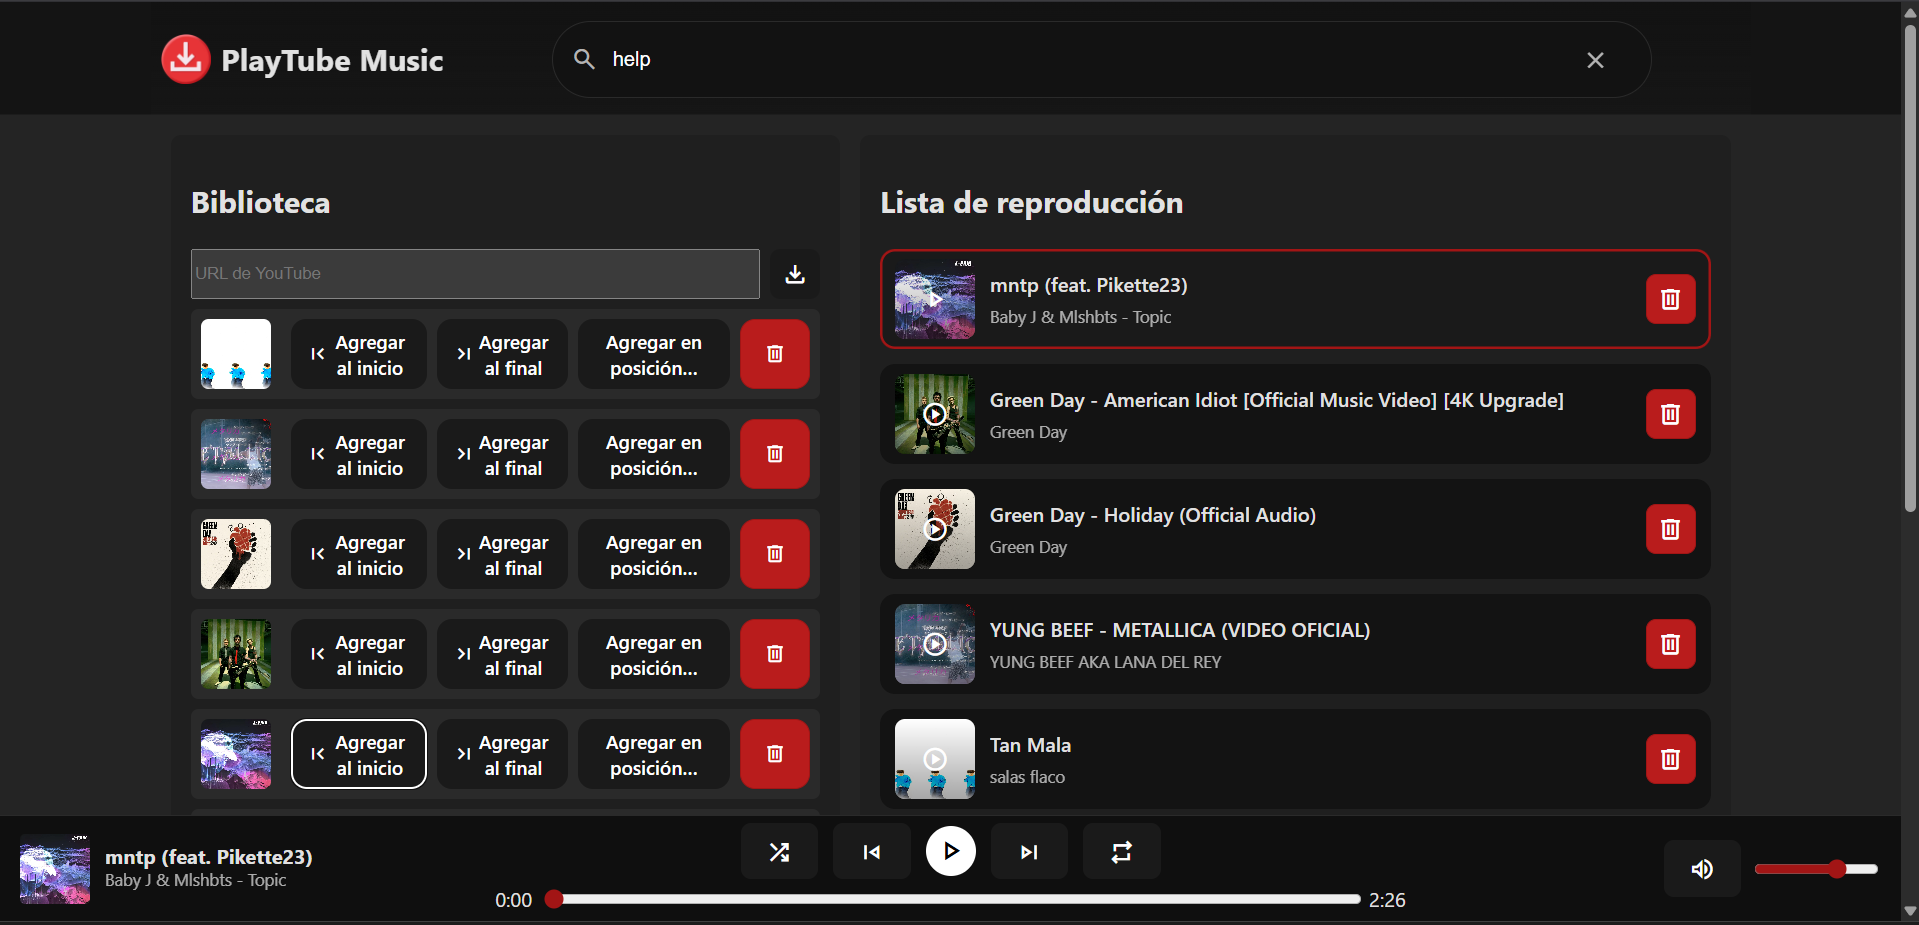 PlayTube Music
help
Biblioteca
URL de YouTube
Agregar
al inicio
Agregar
al final
Agregar en
posición...
Agregar
al inicio
Agregar
al final
Agregar en
posición...
Agregar
al inicio
Agregar
al final
Agregar en
posición...
Agregar
al inicio
Agregar
al final
Agregar en
posición...
Agregar
al inicio
Agregar
al final
Agregar en
posición...
Lista de reproducción
mntp (feat. Pikette23)
Baby J & Mlshbts - Topic
Green Day - American Idiot [Official Music Video] [4K Upgrade]
Green Day
Green Day - Holiday (Official Audio)
Green Day
YUNG BEEF - METALLICA (VIDEO OFICIAL)
YUNG BEEF AKA LANA DEL REY
Tan Mala
salas flaco
mntp (feat. Pikette23)
Baby J & Mlshbts - Topic
0:00
2:26